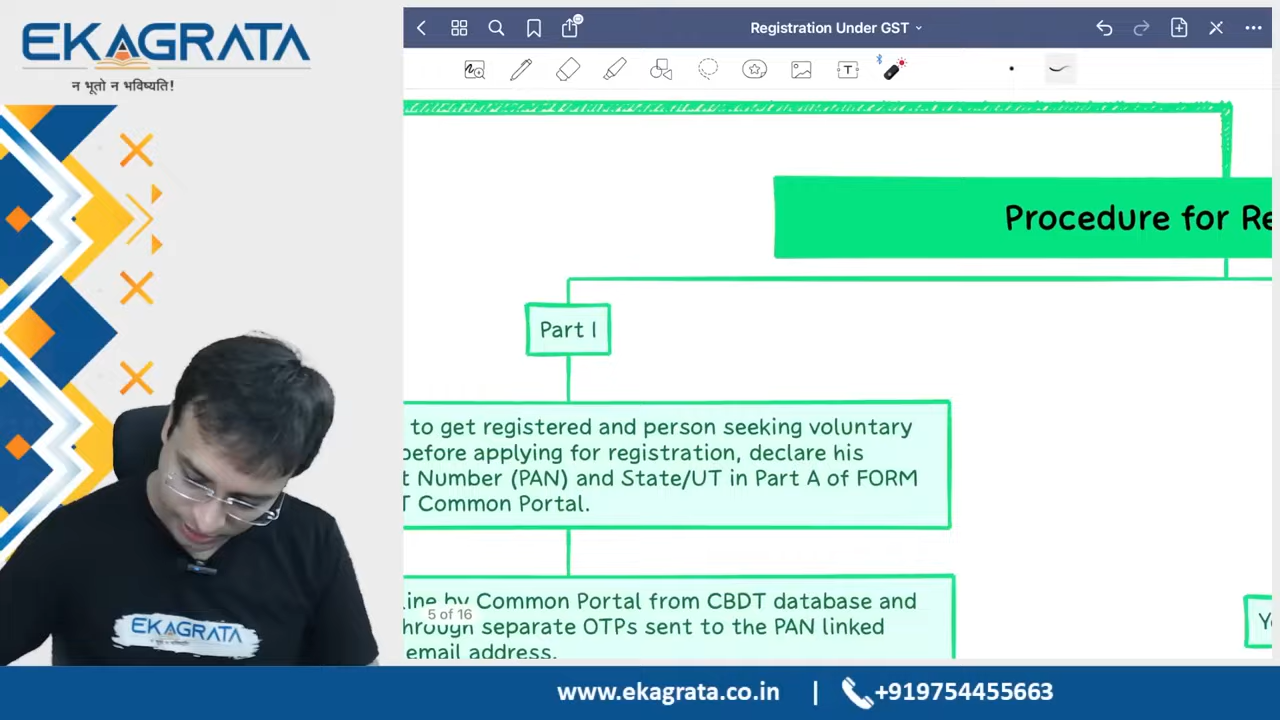 EKAGRATA
न भूतो न भविष्यति!
Registration Under GST
T
Procedure for Re
Part I
to get registered and person seeking voluntary
before applying for registration, declare his
t Number (PAN) and State/UT in Part A of FORM
T Common Portal.
ine by Common Portal from CBDT database and
5 of 16
hrough separate OTPs sent to the PAN linked
email address.
EKAGRATA
www.ekagrata.co.in | +919754455663